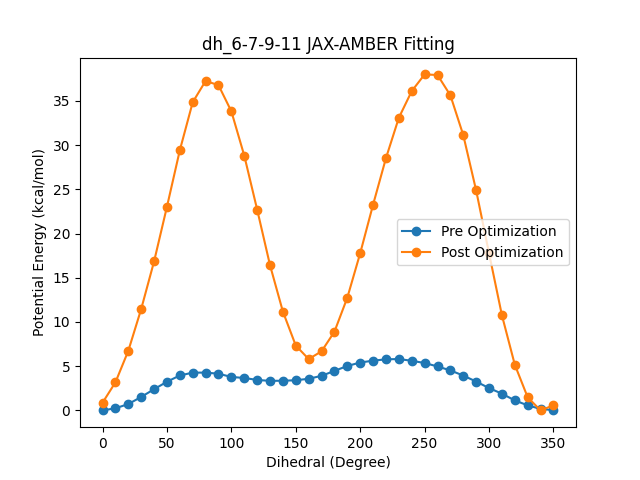 dh_6-7-9-11 JAX-AMBER Fitting
Potential Energy (kcal/mol)
35
30
25
20
15
10
5
0
Pre Optimization
Post Optimization
0 50 100 150 200 250 300 350
Dihedral (Degree)